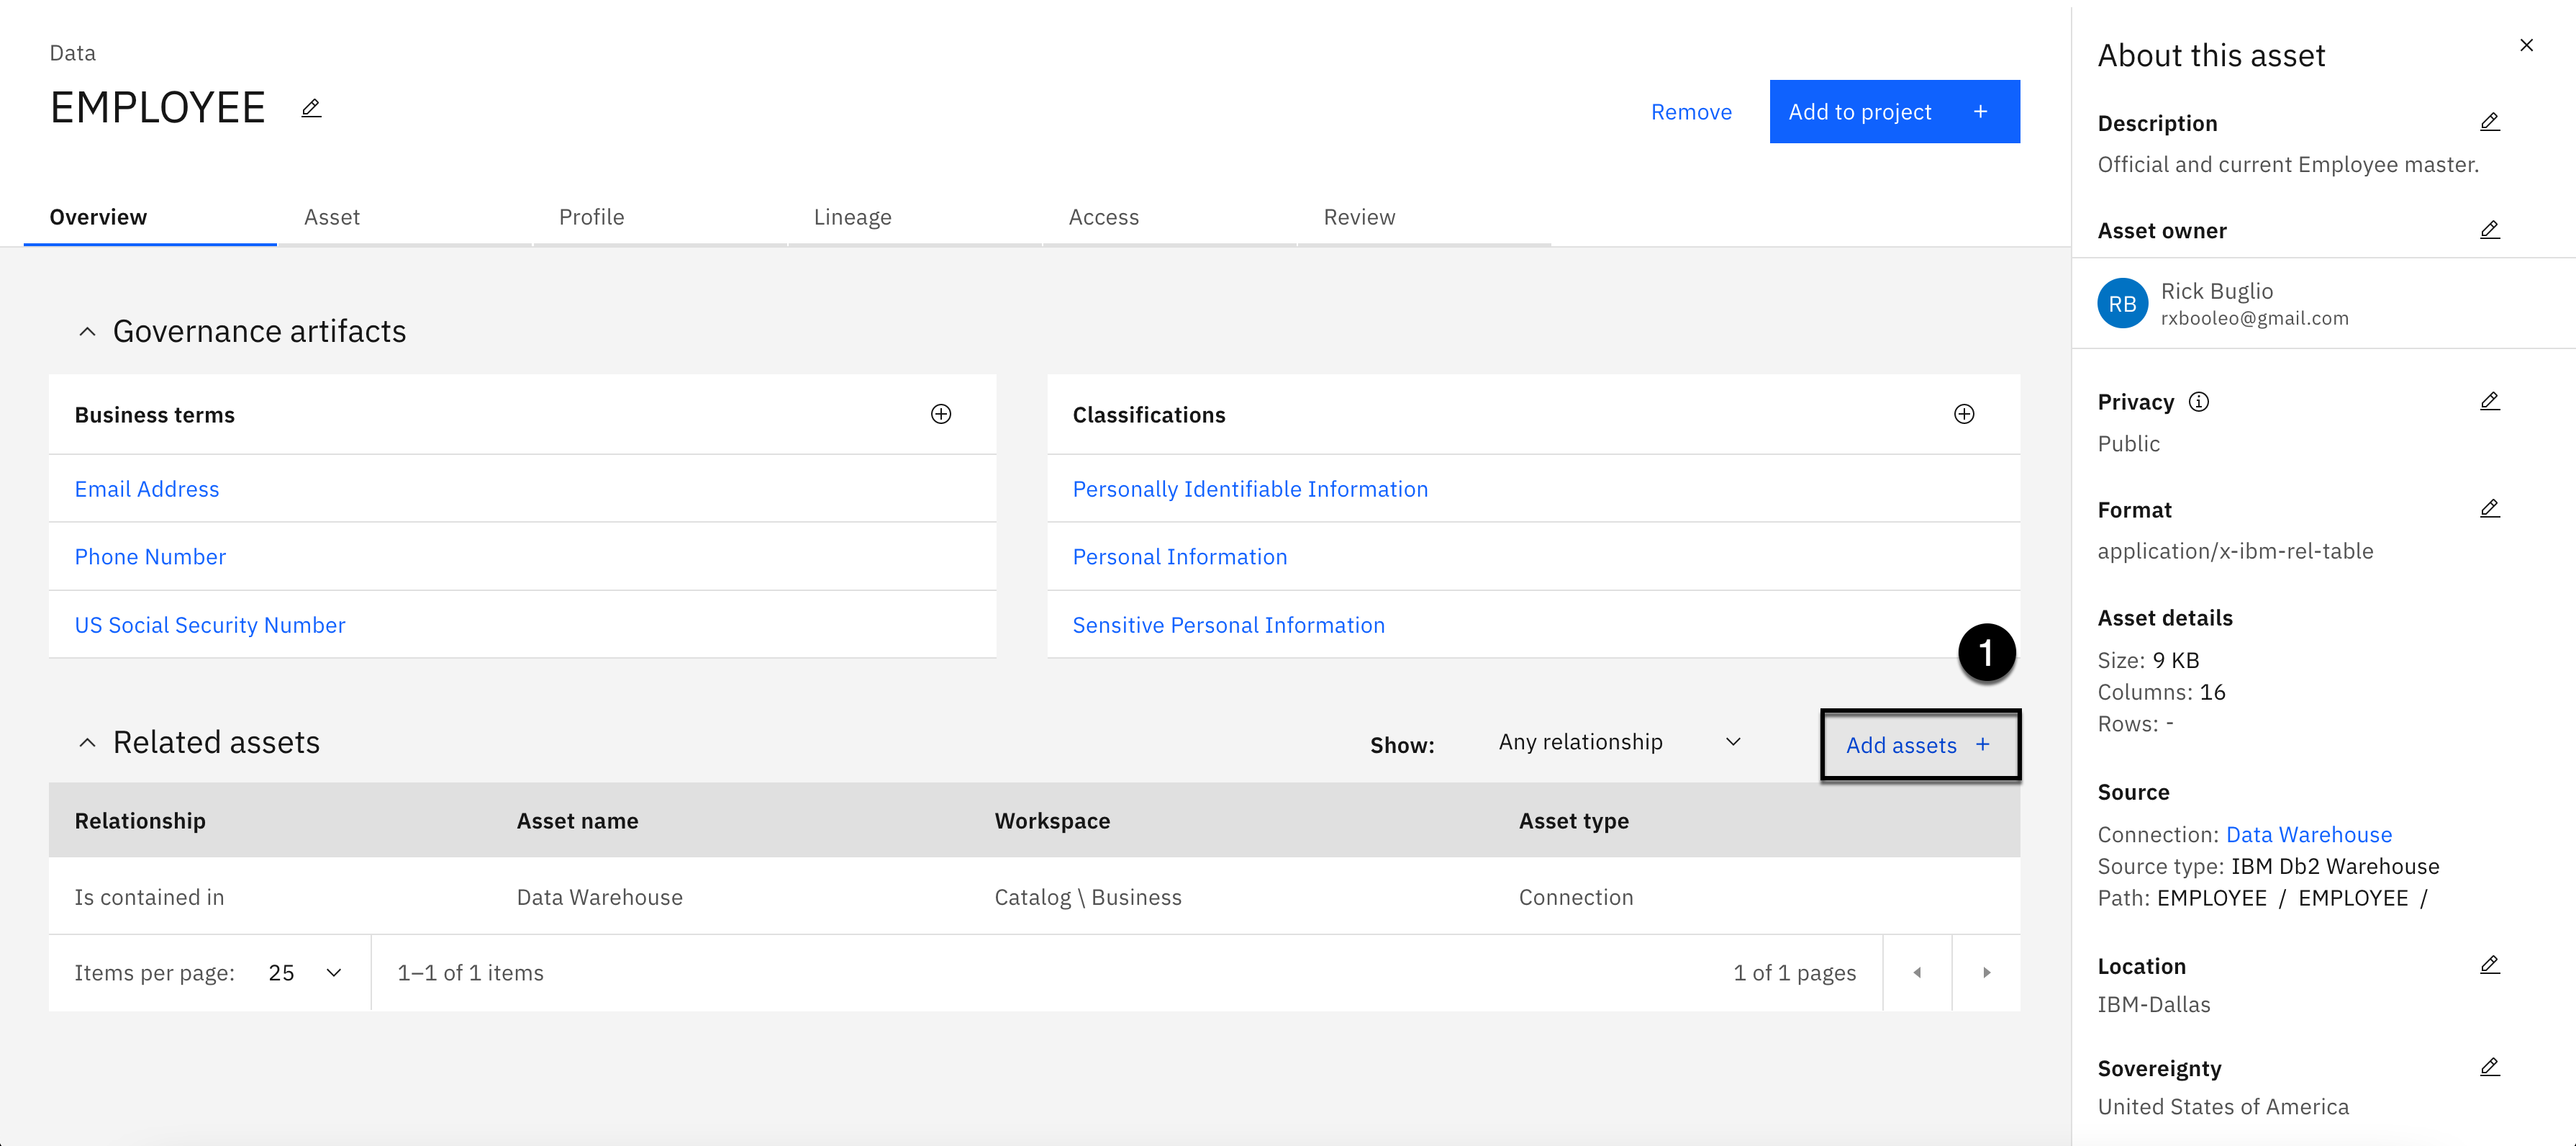 Data
EMPLOYEE
Remove
Add to project +
Overview
Asset
Profile
Lineage
Access
Review
Governance artifacts
Business terms
Email Address
Phone Number
US Social Security Number
Classifications
Personally Identifiable Information
Personal Information
Sensitive Personal Information
1
Related assets
Show: Any relationship
Add assets +
Relationship Asset name Workspace Asset type
Is contained in Data Warehouse Catalog \ Business Connection
Items per page: 25 1–1 of 1 items 1 of 1 pages
About this asset
Description
Official and current Employee master.
Asset owner
RB
Rick Buglio
rxbooleo@gmail.com
Privacy
Public
Format
application/x-ibm-rel-table
Asset details
Size: 9 KB
Columns: 16
Rows: -
Source
Connection: Data Warehouse
Source type: IBM Db2 Warehouse
Path: EMPLOYEE / EMPLOYEE /
Location
IBM-Dallas
Sovereignty
United States of America